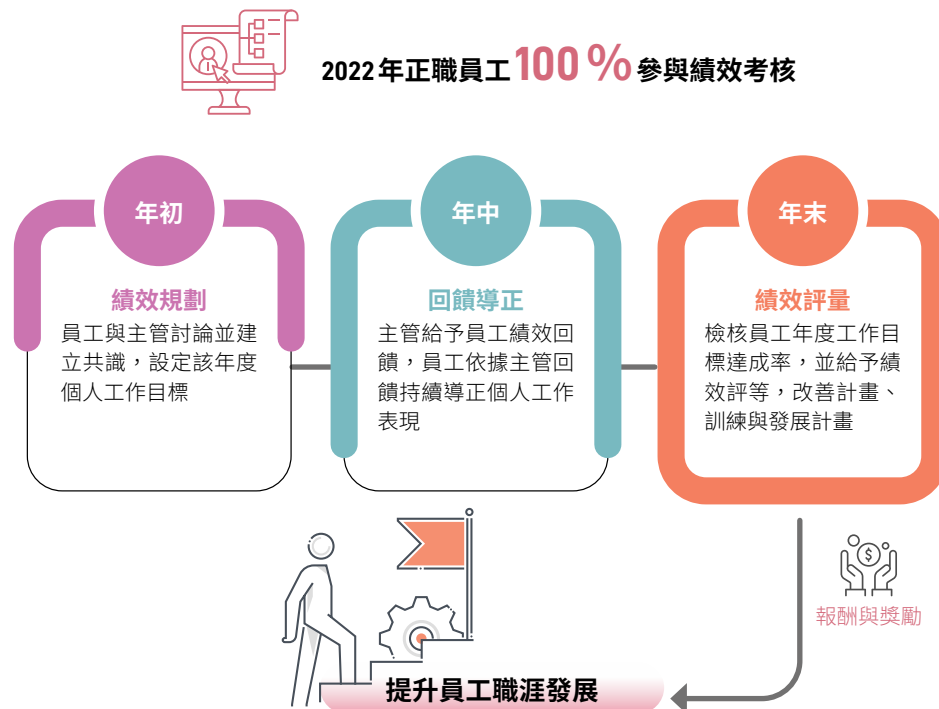 2022年正職員工100%參與績效考核
年初
績效規劃
員工與主管討論並建
立共識，設定該年度
個人工作目標
年中
回饋導正
主管給予員工績效回
饋，員工依據主管回
饋持續導正個人工作
表現
年末
績效評量
檢核員工年度工作目
標達成率，並給予績
效評等，改善計畫、
訓練與發展計畫
$
報酬與獎勵
提升員工職涯發展